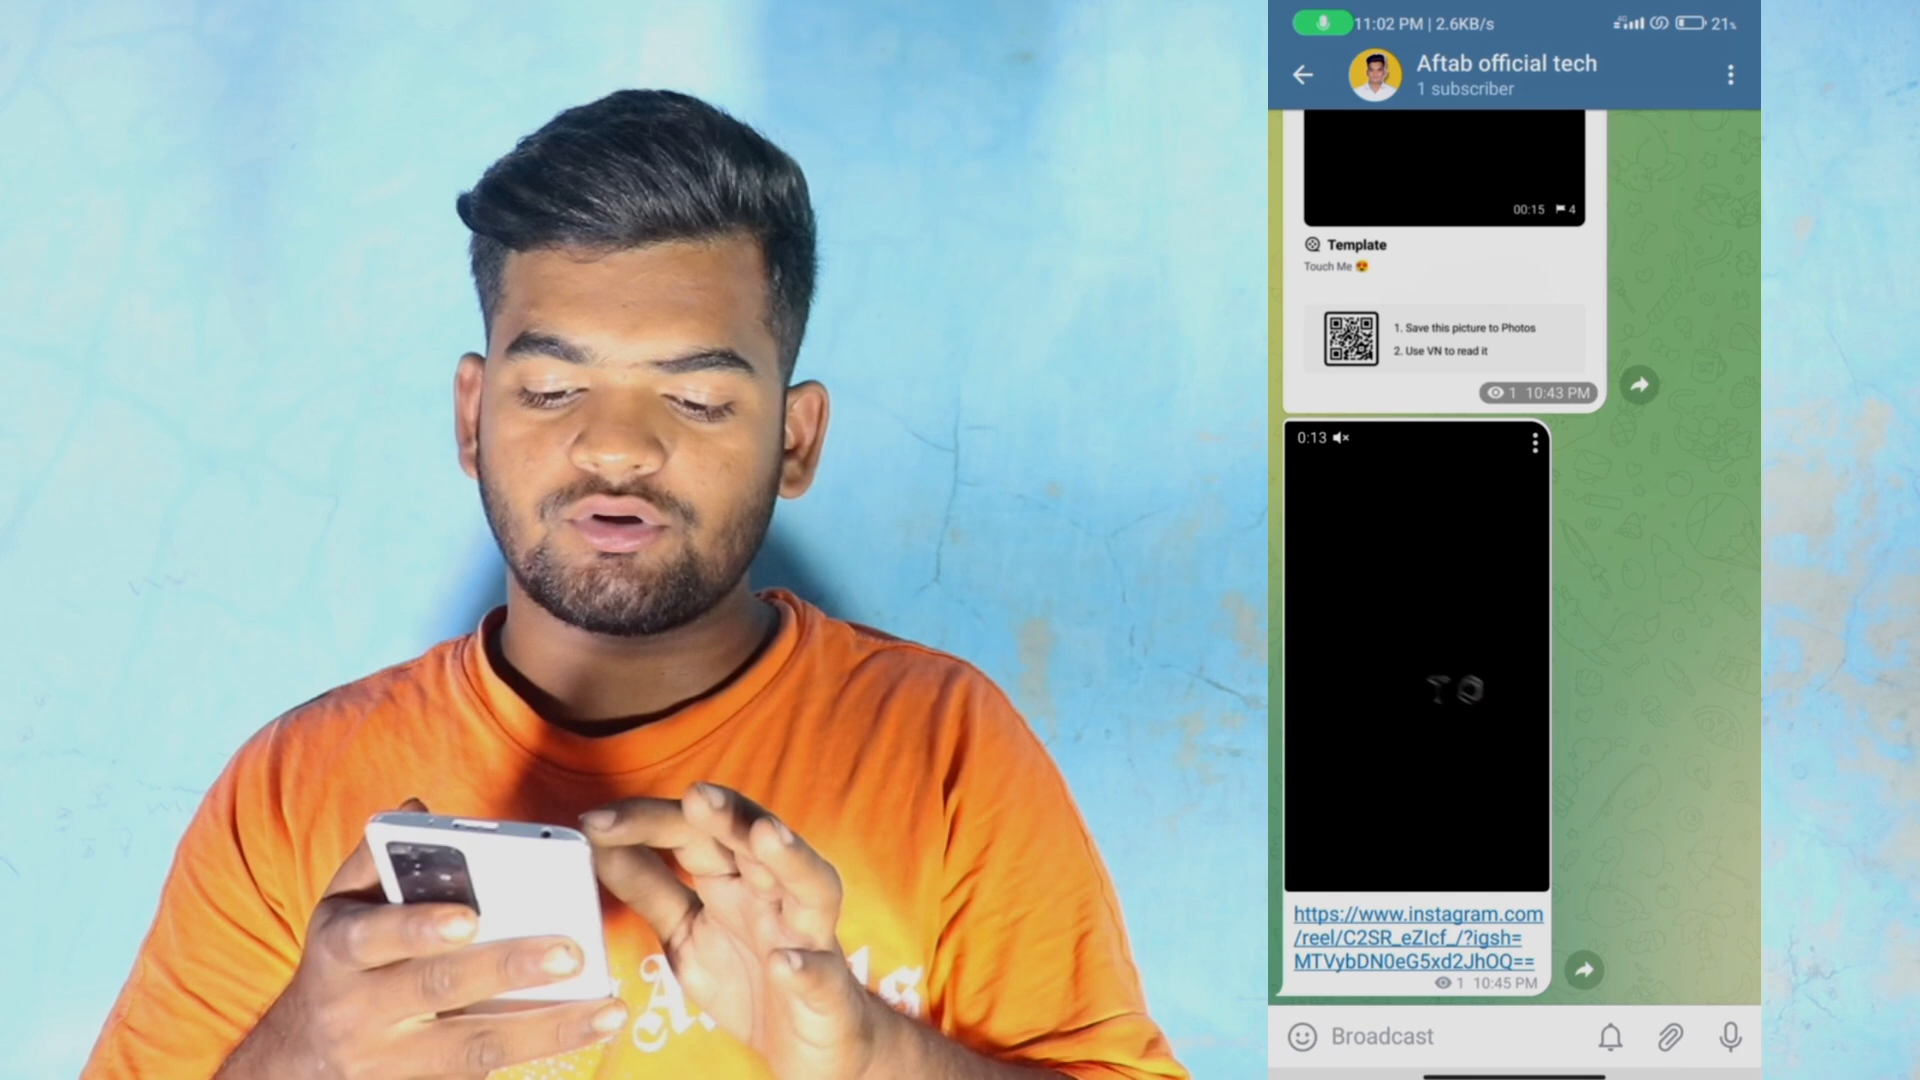 11:02 PM | 2.6KB/s
21%
Aftab official tech
1 subscriber
00:15 4
Template
Touch Me 😍
1. Save this picture to Photos
2. Use VN to read it
1 10:43 PM
0:13
TO
https://www.instagram.com
/reel/C2SR_eZIcf_/?igsh=
MTVybDN0eG5xd2JhOQ==
1 10:45 PM
Broadcast